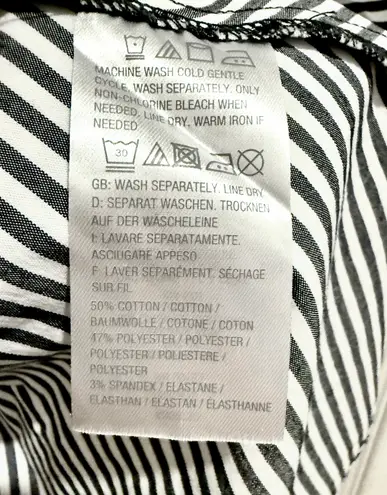 MACHINE WASH COLD GENTLE
CYCLE. WASH SEPARATELY. ONLY
NON-CHLORINE BLEACH WHEN
NEEDED. LINE DRY. WARM IRON IF
NEEDED
30
GB: WASH SEPARATELY. LINE DRY
D: SEPARAT WASCHEN. TROCKNEN
AUF DER WÄSCHELEINE
I: LAVARE SEPARATAMENTE.
ASCIUGARE APPESO
F: LAVER SÉPARÉMENT. SÉCHAGE
SUR FIL
50% COTTON / COTTON /
BAUMWOLLE / COTONE / COTON
47% POLYESTER / POLYESTER /
POLYESTER / POLIESTERE /
POLYESTER
3% SPANDEX / ELASTANE /
ELASTHAN / ELASTAN / ELASTHANNE